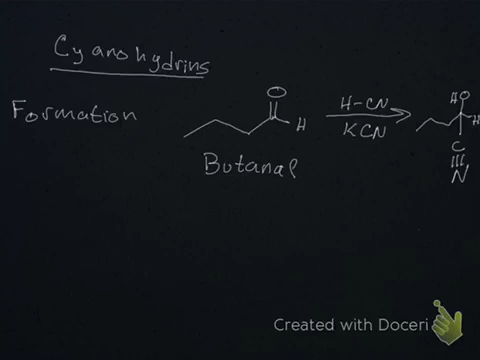 Cyanohydrins
Formation
O
H
Butanal
H-CN
KCN
HO
H
C
N
Created with Doceri